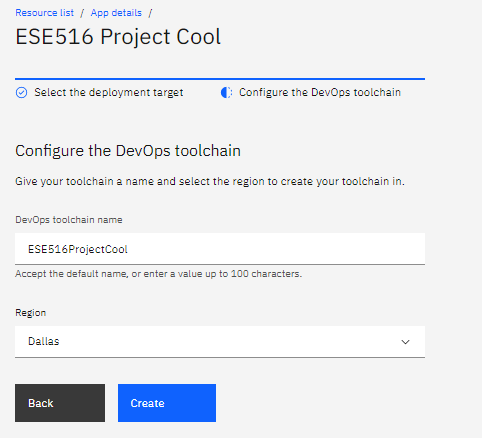 Resource list / App details /
ESE516 Project Cool
Select the deployment target Configure the DevOps toolchain
Configure the DevOps toolchain
Give your toolchain a name and select the region to create your toolchain in.
DevOps toolchain name
ESE516ProjectCool
Accept the default name, or enter a value up to 100 characters.
Region
Dallas
Back Create